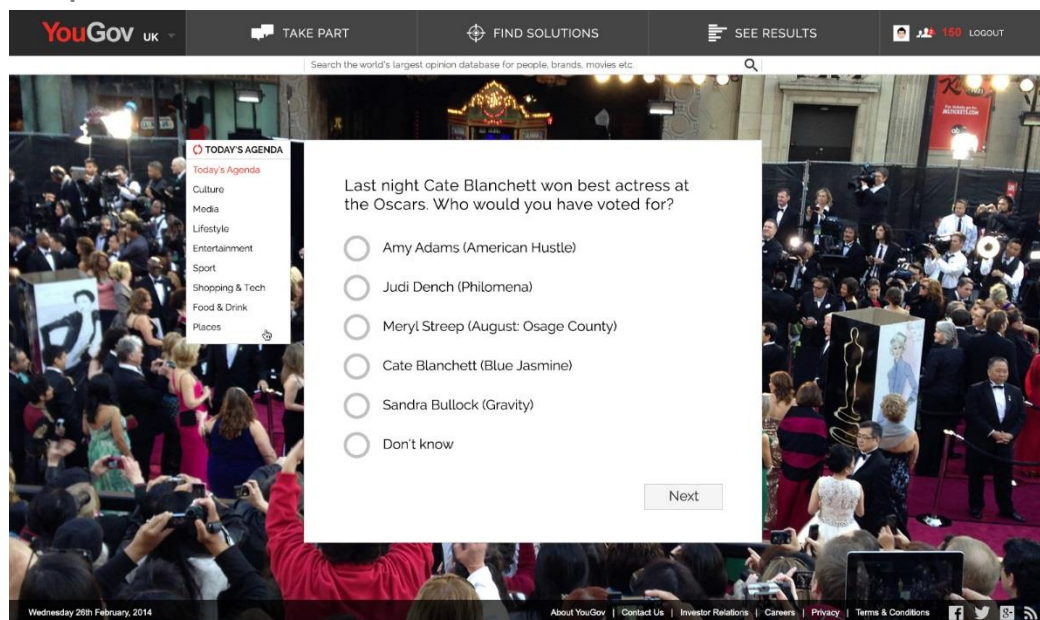 YouGov UK
TAKE PART
FIND SOLUTIONS
SEE RESULTS
150 LOGOUT
Search the world's largest opinion database for people, brands, movies etc.
TODAY'S AGENDA
Today's Agenda
Culture
Media
Lifestyle
Entertainment
Sport
Shopping & Tech
Food & Drink
Places
Last night Cate Blanchett won best actress at
the Oscars. Who would you have voted for?
Amy Adams (American Hustle)
Judi Dench (Philomena)
Meryl Streep (August: Osage County)
Cate Blanchett (Blue Jasmine)
Sandra Bullock (Gravity)
Don't know
Next
Wednesday 26th February, 2014
About YouGov | Contact Us | Investor Relations | Careers | Privacy | Terms & Conditions